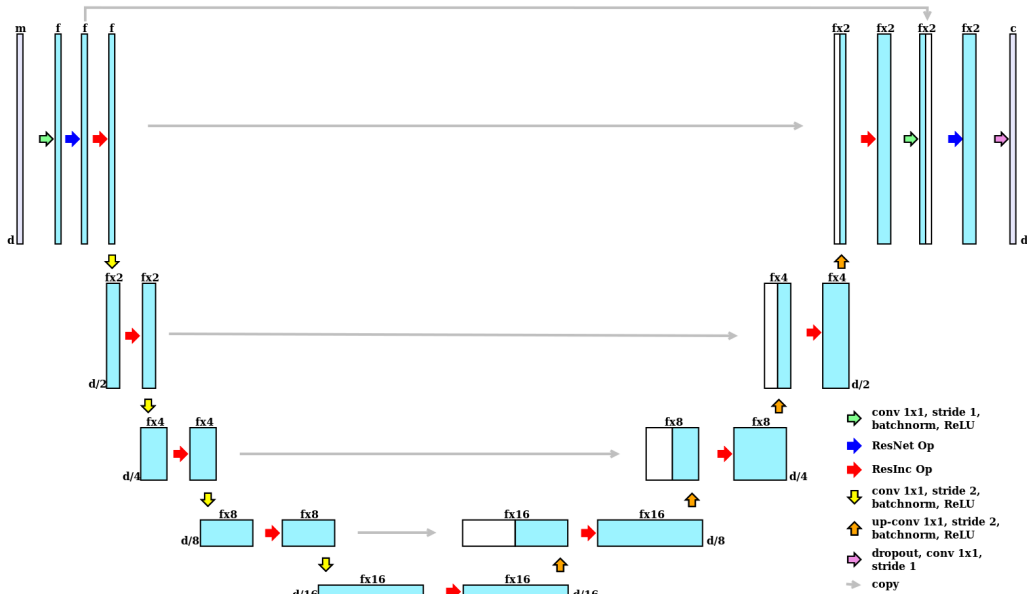 m f f f fx2 fx2 fx2 fx2 c
d d
fx2 fx2 fx4 fx4
d/2 d/2
fx4 fx4 fx8 fx8
d/4 d/4
fx8 fx8 fx16 fx16
d/8 d/8
fx16 fx16
d/16 d/16
conv 1x1, stride 1,
batchnorm, ReLU
ResNet Op
ResInc Op
conv 1x1, stride 2,
batchnorm, ReLU
up-conv 1x1, stride 2,
batchnorm, ReLU
dropout, conv 1x1,
stride 1
copy